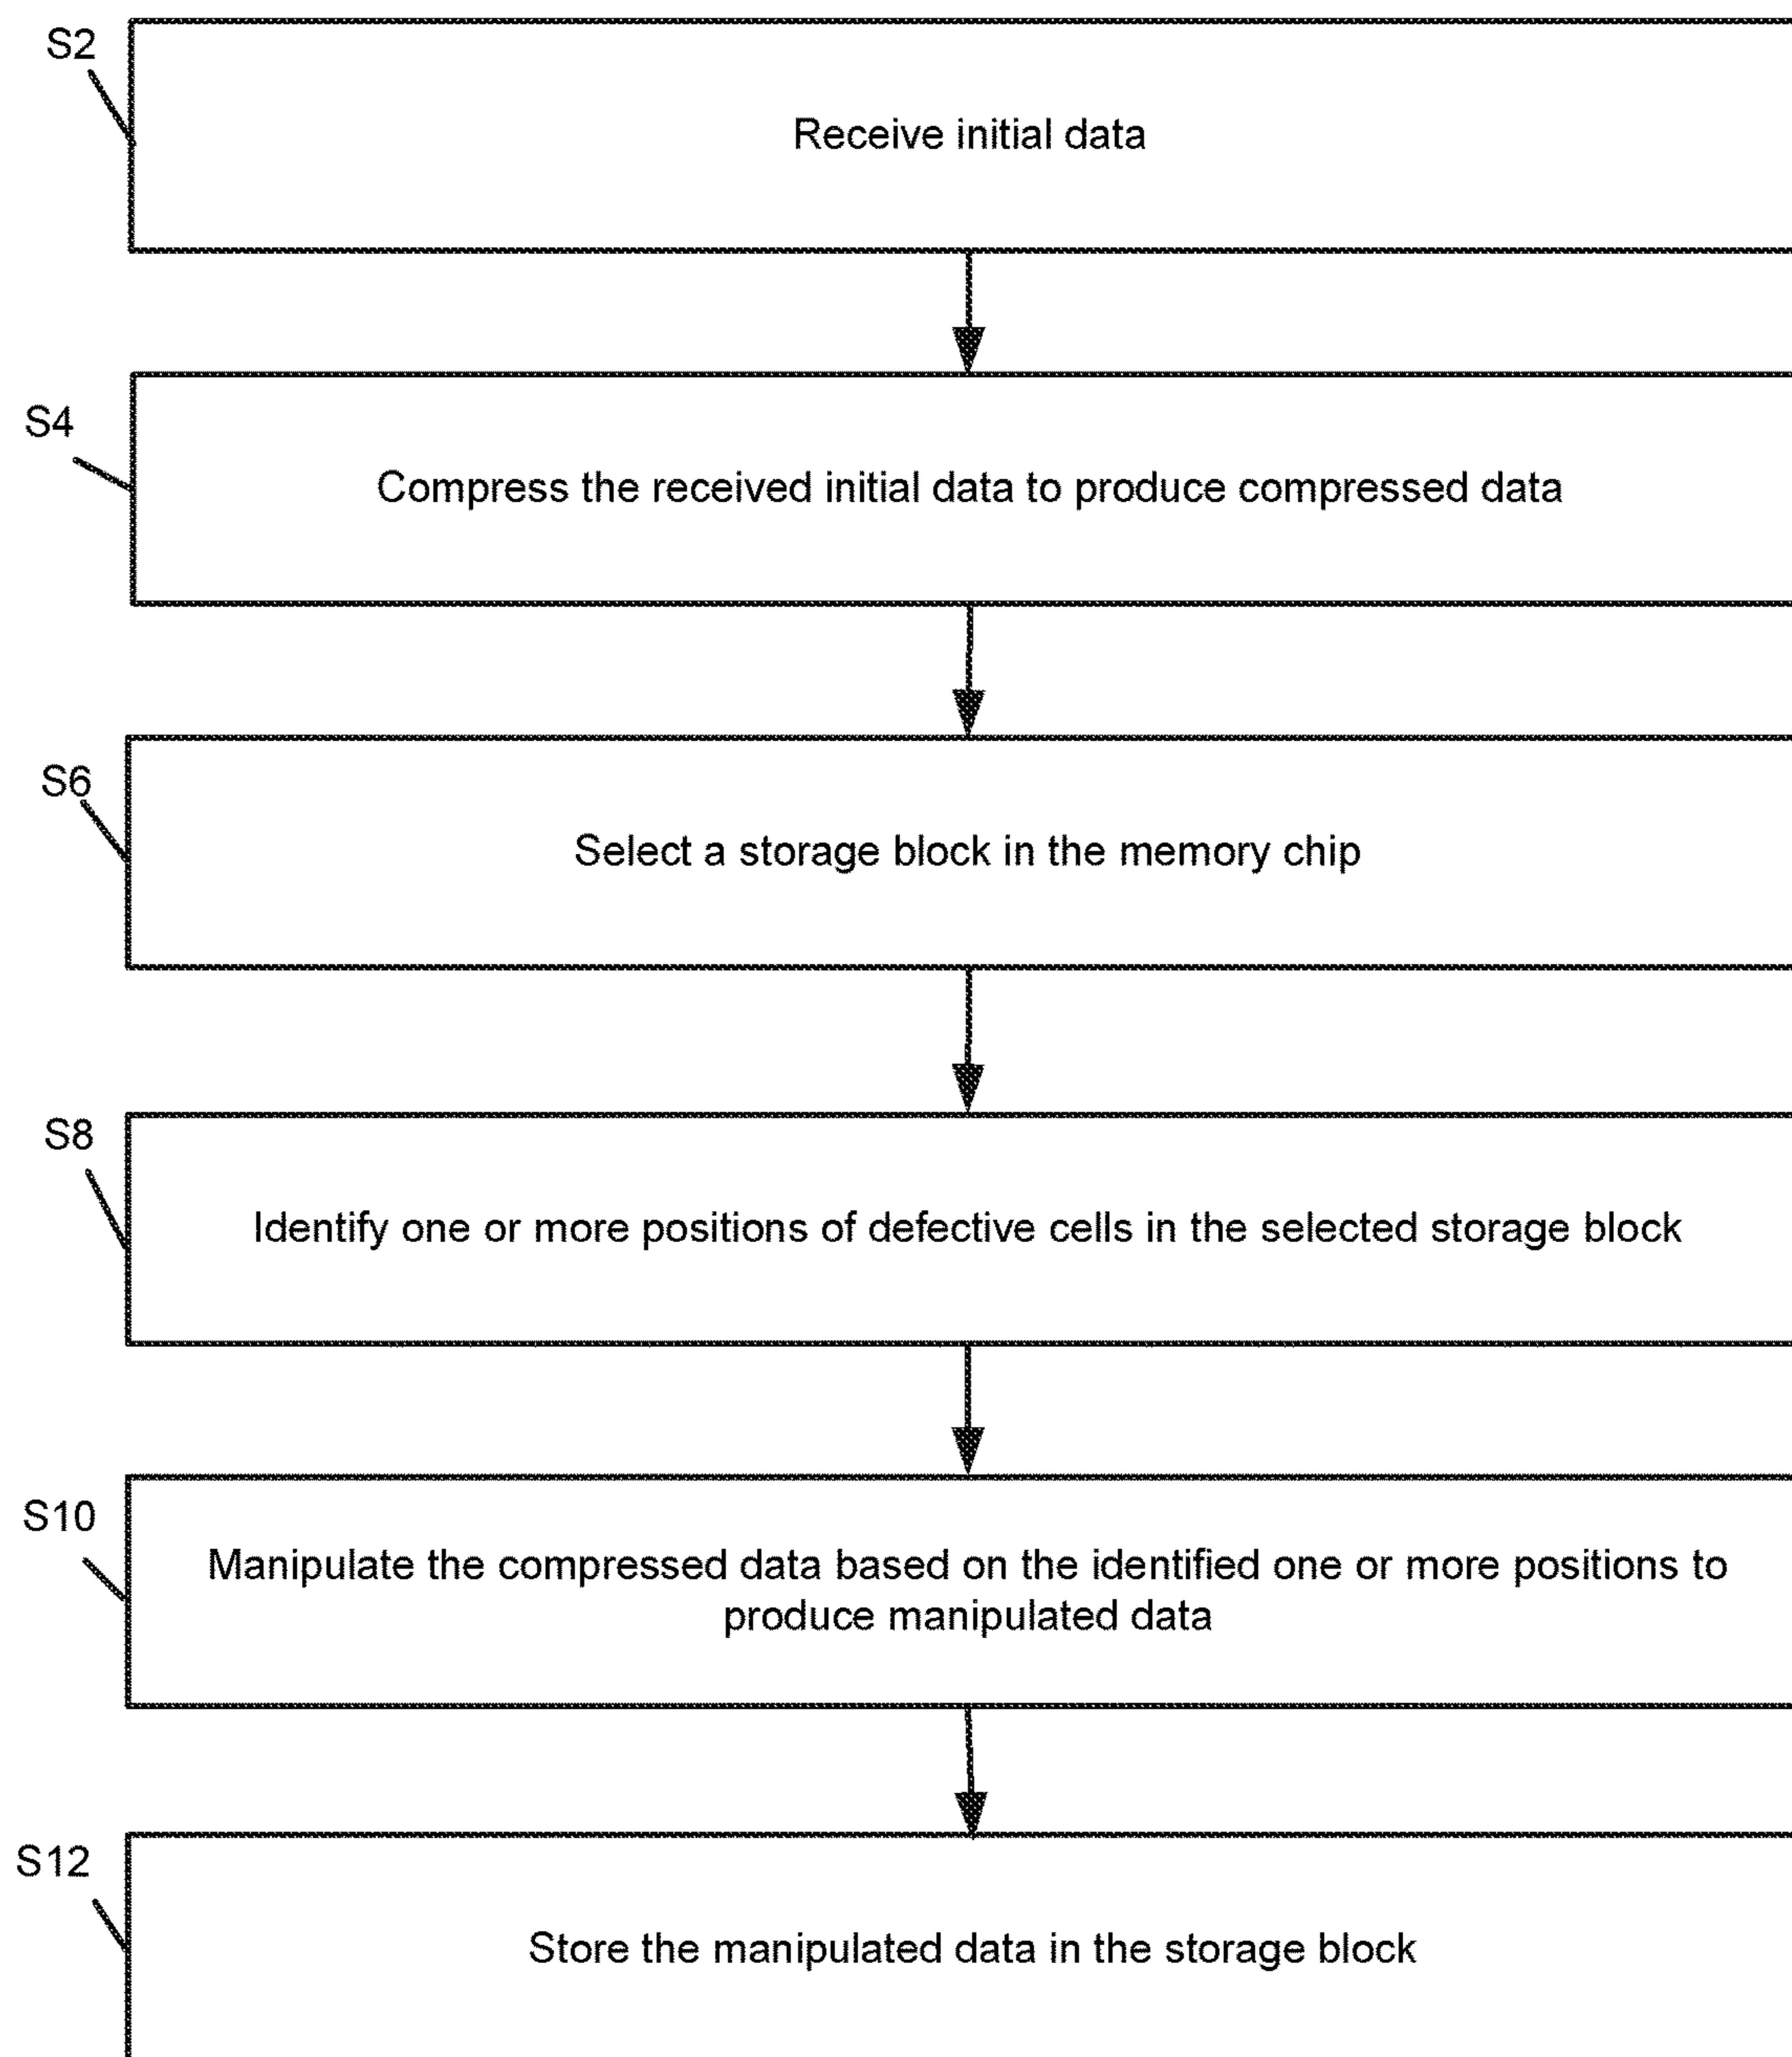 S2
Receive initial data
S4
Compress the received initial data to produce compressed data
S6
Select a storage block in the memory chip
S8
Identify one or more positions of defective cells in the selected storage block
S10
Manipulate the compressed data based on the identified one or more positions to
produce manipulated data
S12
Store the manipulated data in the storage block